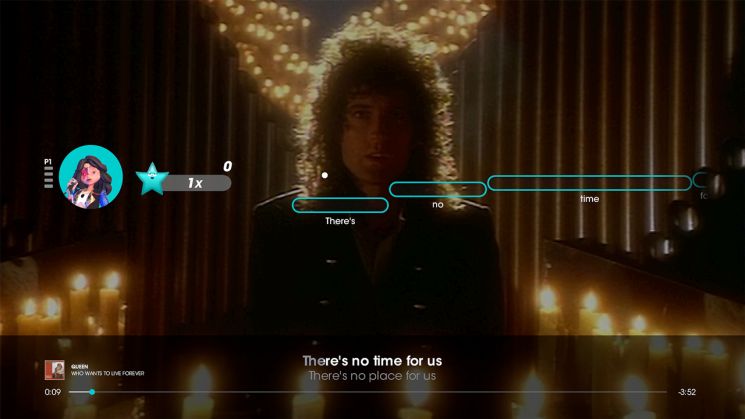 P1
0
1x
There's
no
time
fo
There's no time for us
There's no place for us
QUEEN
WHO WANTS TO LIVE FOREVER
0:09
-3:52